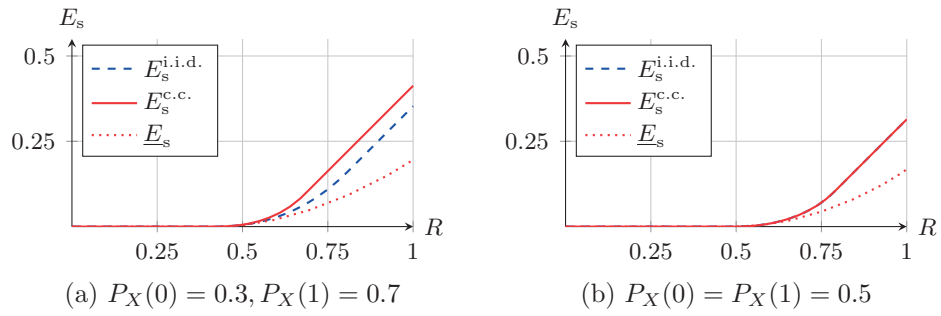 E_s
0.5
0.25
E_s^{i.i.d.}
E_s^{c.c.}
\underline{E}_s
0.25 0.5 0.75 1
R
(a) P_X(0) = 0.3, P_X(1) = 0.7
E_s
0.5
0.25
E_s^{i.i.d.}
E_s^{c.c.}
\underline{E}_s
0.25 0.5 0.75 1
R
(b) P_X(0) = P_X(1) = 0.5